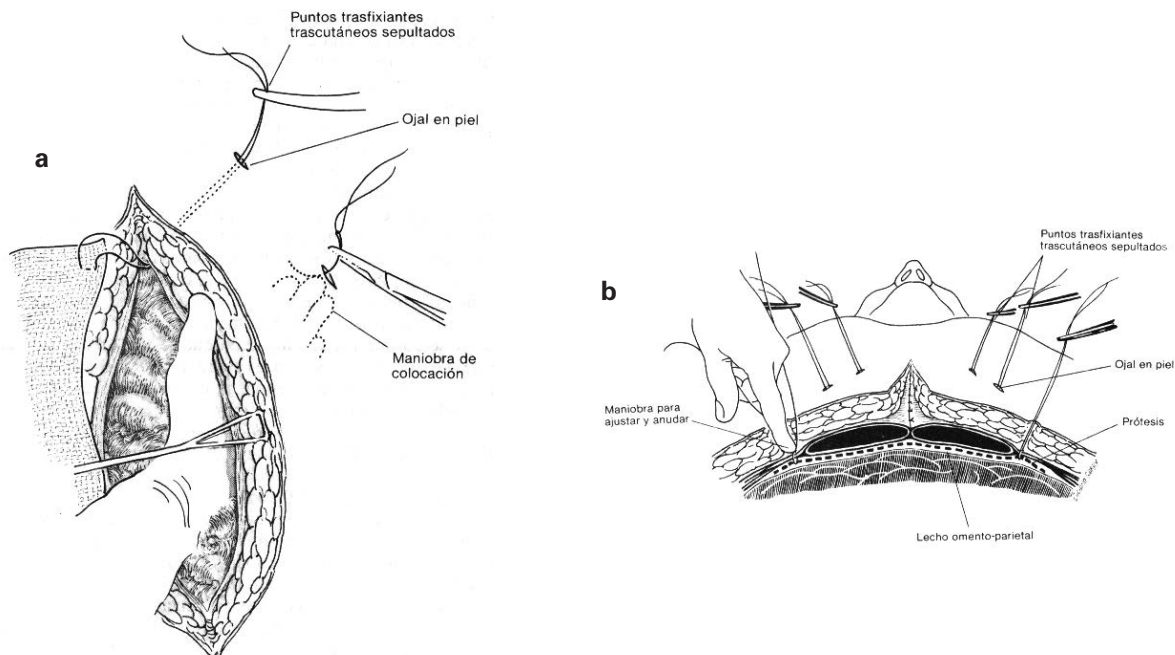 Puntos trasfixiantes
trascutáneos sepultados
Ojal en piel
a
Maniobra de
colocación
Puntos trasfixiantes
trascutáneos sepultados
b
Ojal en piel
Maniobra para
ajustar y anudar
Prótesis
Lecho omento-parietal